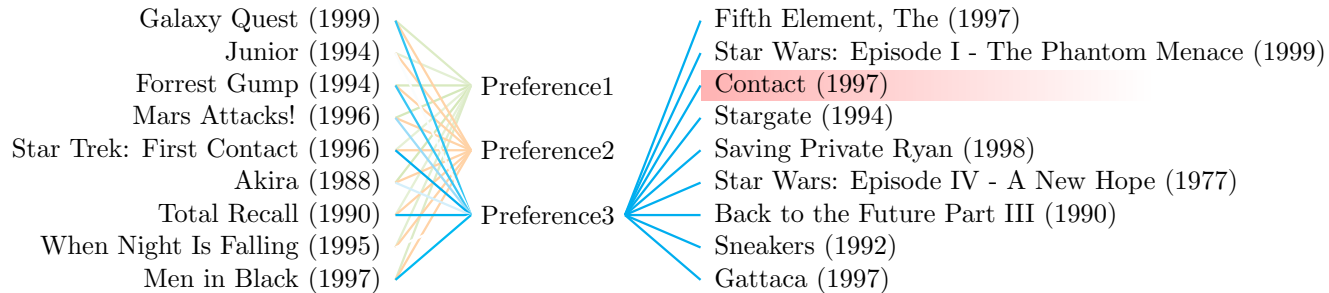 Galaxy Quest (1999)
Junior (1994)
Forrest Gump (1994)
Mars Attacks! (1996)
Star Trek: First Contact (1996)
Akira (1988)
Total Recall (1990)
When Night Is Falling (1995)
Men in Black (1997)
Preference1
Preference2
Preference3
Fifth Element, The (1997)
Star Wars: Episode I - The Phantom Menace (1999)
Contact (1997)
Stargate (1994)
Saving Private Ryan (1998)
Star Wars: Episode IV - A New Hope (1977)
Back to the Future Part III (1990)
Sneakers (1992)
Gattaca (1997)